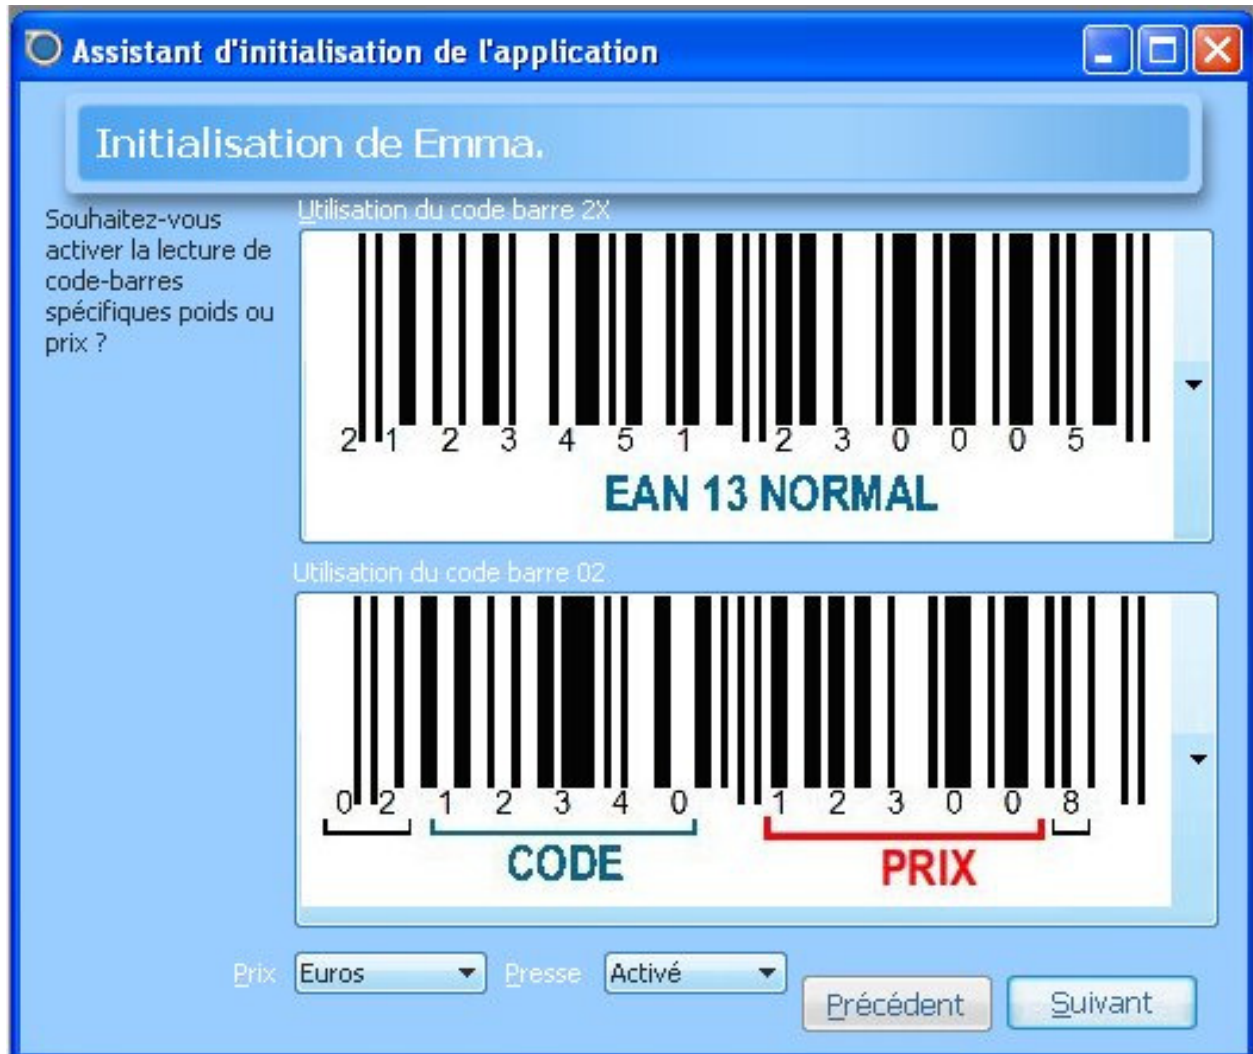 Assistant d'initialisation de l'application
Initialisation de Emma.
Souhaitez-vous
activer la lecture de
code-barres
spécifiques poids ou
prix ?
Utilisation du code barre 2X
2 1 2 3 4 5 1 2 3 0 0 0 5
EAN 13 NORMAL
Utilisation du code barre 02
0 2 1 2 3 4 0 1 2 3 0 0 8
CODE PRIX
Prix Euros Presse Activé
Précédent Suivant